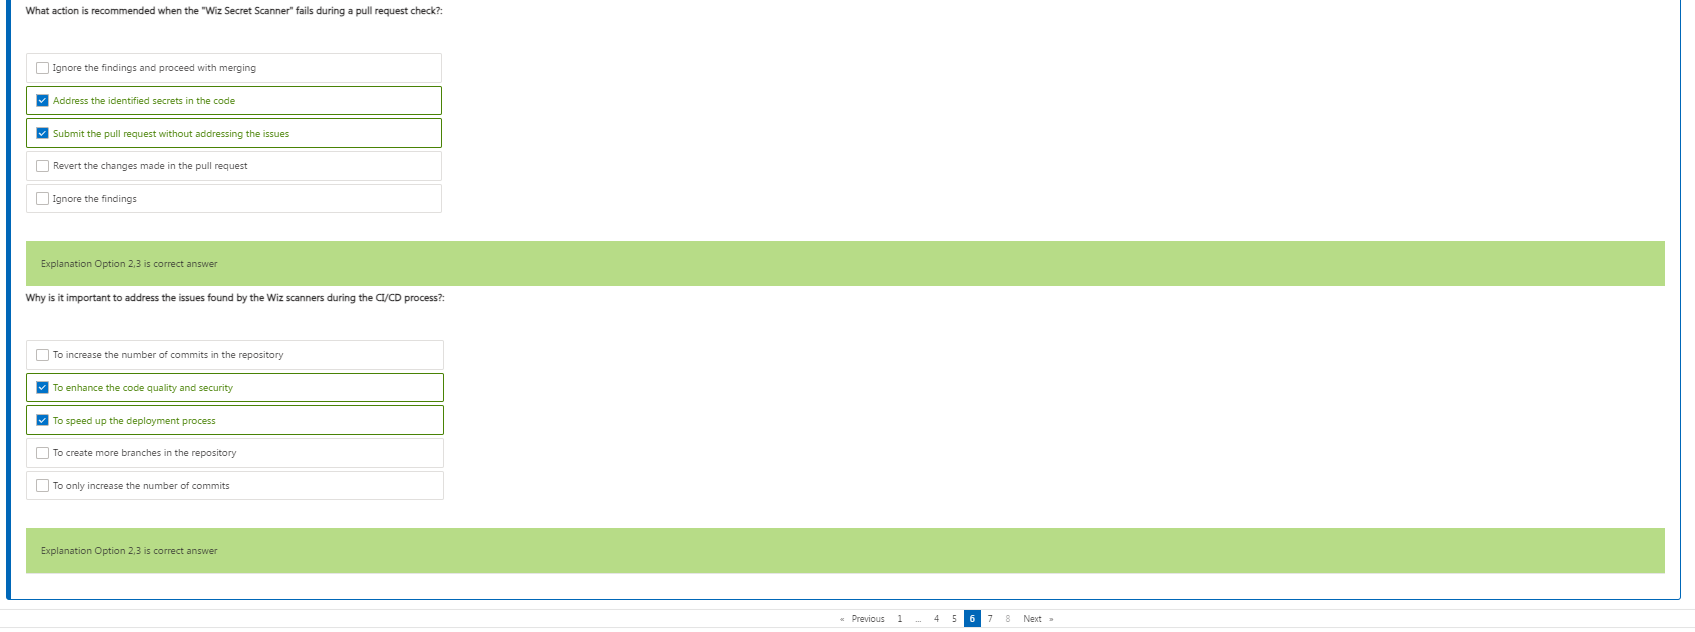 What action is recommended when the "Wiz Secret Scanner" fails during a pull request check?:
Ignore the findings and proceed with merging
Address the identified secrets in the code
Submit the pull request without addressing the issues
Revert the changes made in the pull request
Ignore the findings
Explanation Option 2,3 is correct answer
Why is it important to address the issues found by the Wiz scanners during the CI/CD process?:
To increase the number of commits in the repository
To enhance the code quality and security
To speed up the deployment process
To create more branches in the repository
To only increase the number of commits
Explanation Option 2,3 is correct answer
« Previous 1 ... 4 5 6 7 8 Next »